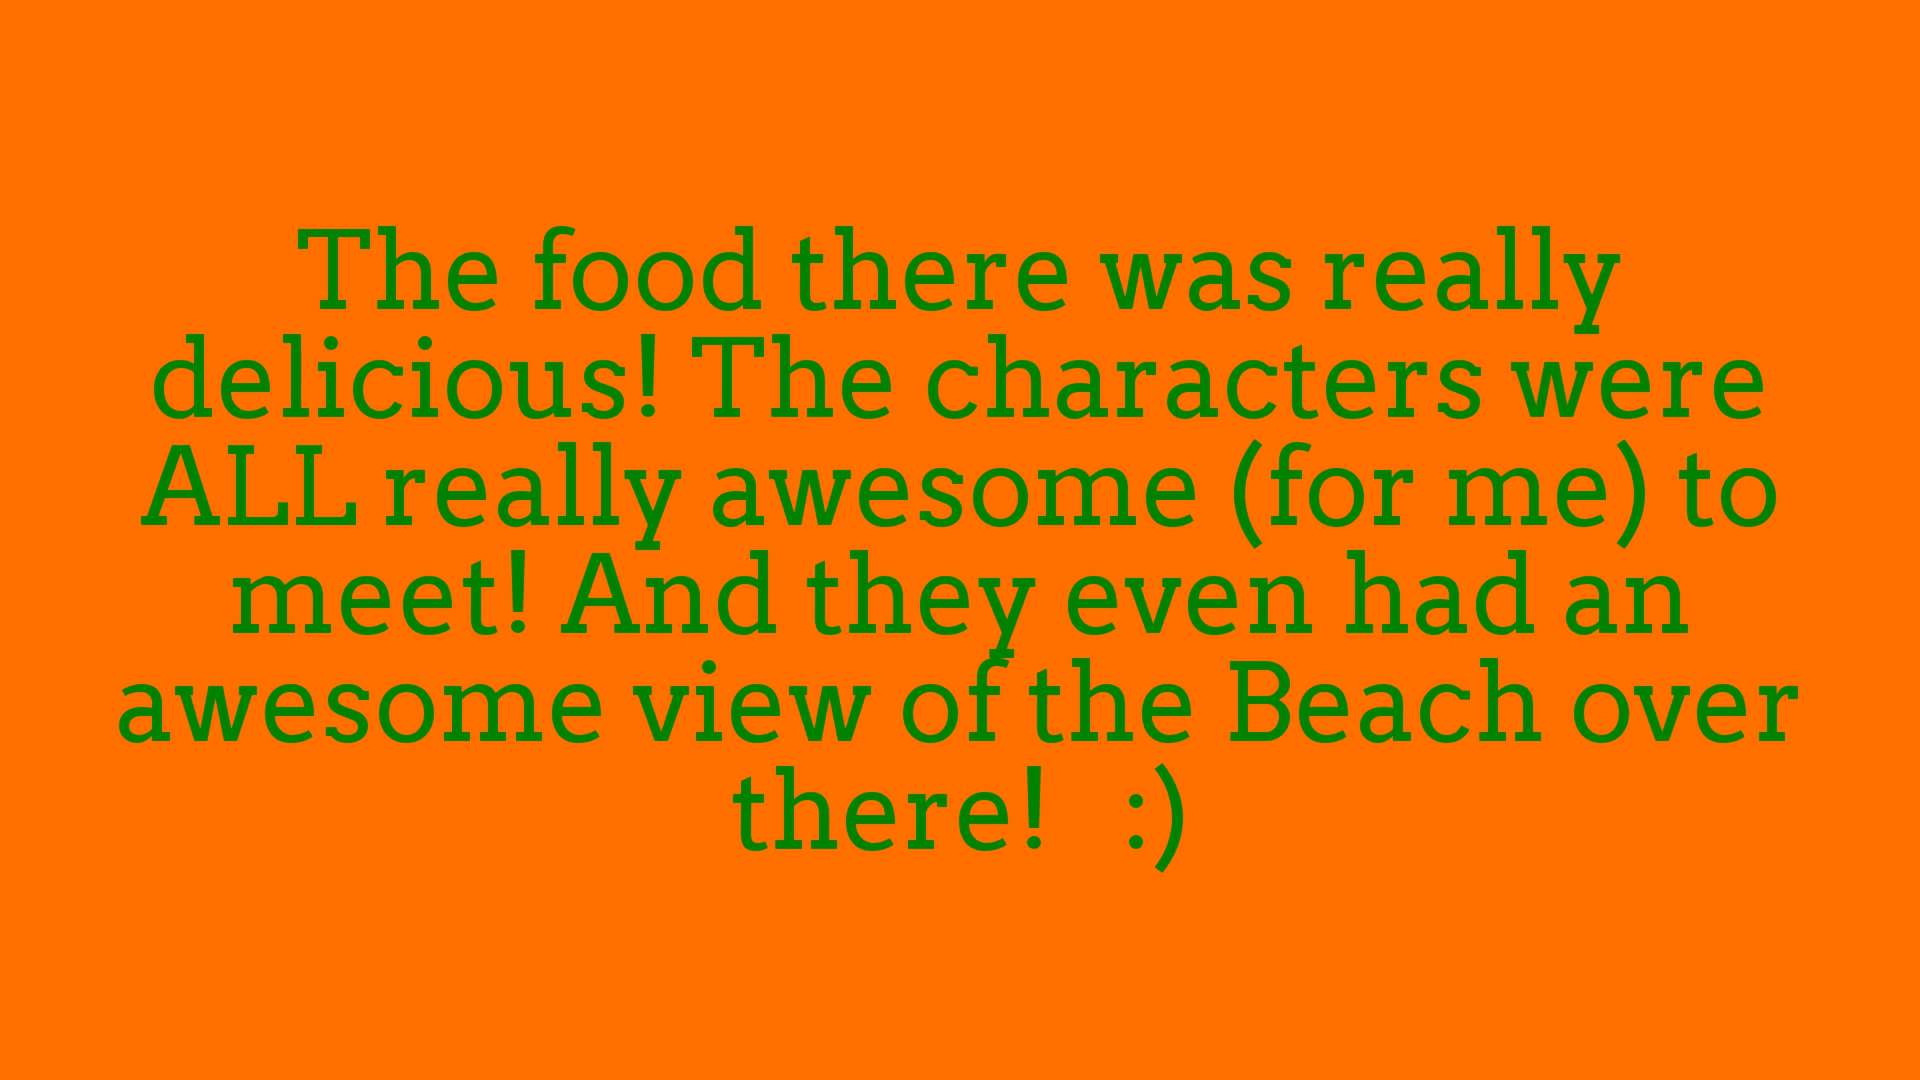 The food there was really
delicious! The characters were
ALL really awesome (for me) to
meet! And they even had an
awesome view of the Beach over
there!  :)